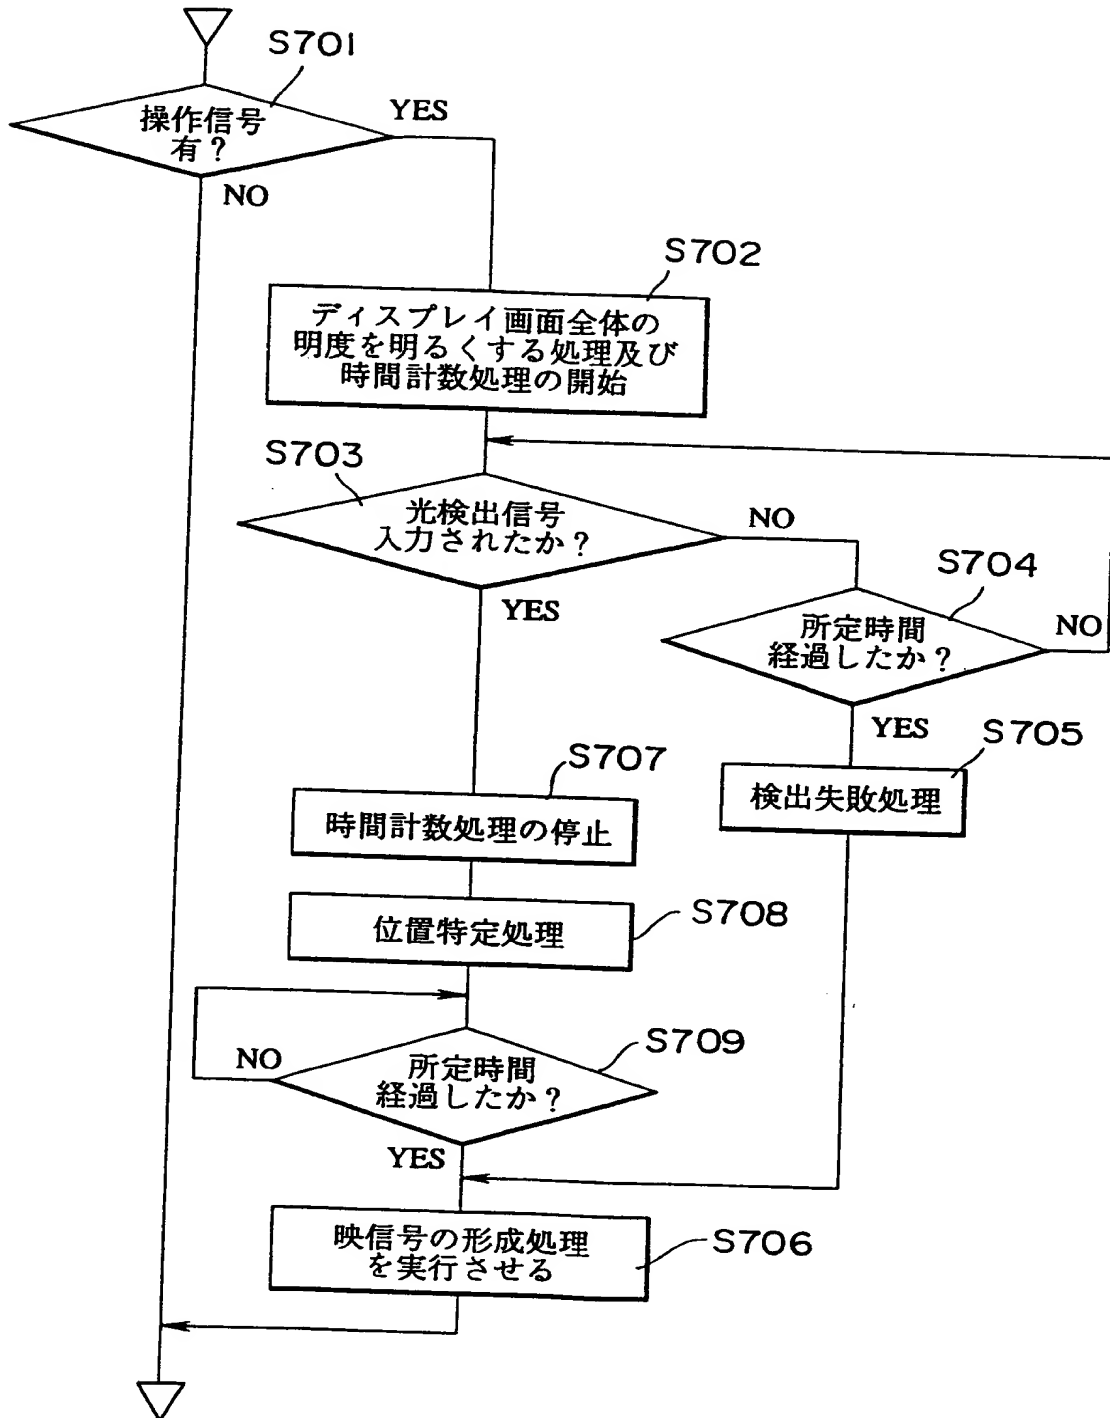 S701
操作信号
有？
YES
NO
S702
ディスプレイ画面全体の
明度を明るくする処理及び
時間計数処理の開始
S703
光検出信号
入力されたか？
NO
YES
S704
所定時間
経過したか？
NO
YES
S705
検出失敗処理
S707
時間計数処理の停止
S708
位置特定処理
S709
所定時間
経過したか？
NO
YES
映信号の形成処理
を実行させる
S706